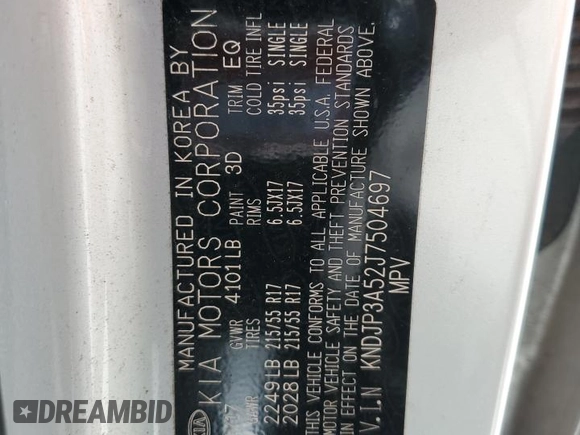 KIA
MANUFACTURED IN KOREA BY
KIA MOTORS CORPORATION
GVWR 4101LB PAINT 3D TRIM EQ
TIRES RIMS COLD TIRE INFL
2249LB 215/55 R17 6.5JX17 35psi SINGLE
2028LB 215/55 R17 6.5JX17 35psi SINGLE
THIS VEHICLE CONFORMS TO ALL APPLICABLE U.S.A. FEDERAL
MOTOR VEHICLE SAFETY AND THEFT PREVENTION STANDARDS
IN EFFECT ON THE DATE OF MANUFACTURE SHOWN ABOVE.
V.I.N KNDJP3A52J7504697
MPV
DREAMBID